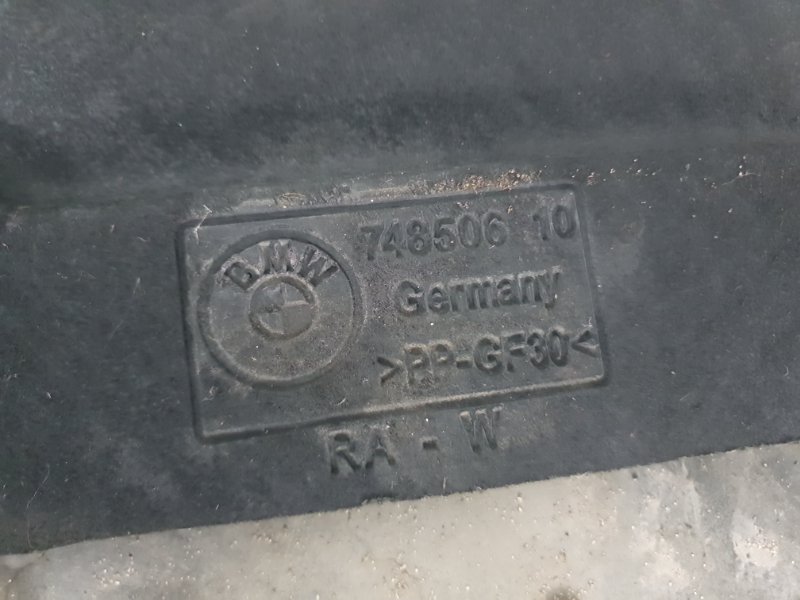 BMW
748506 10
Germany
>PP-GF30<
RA - W